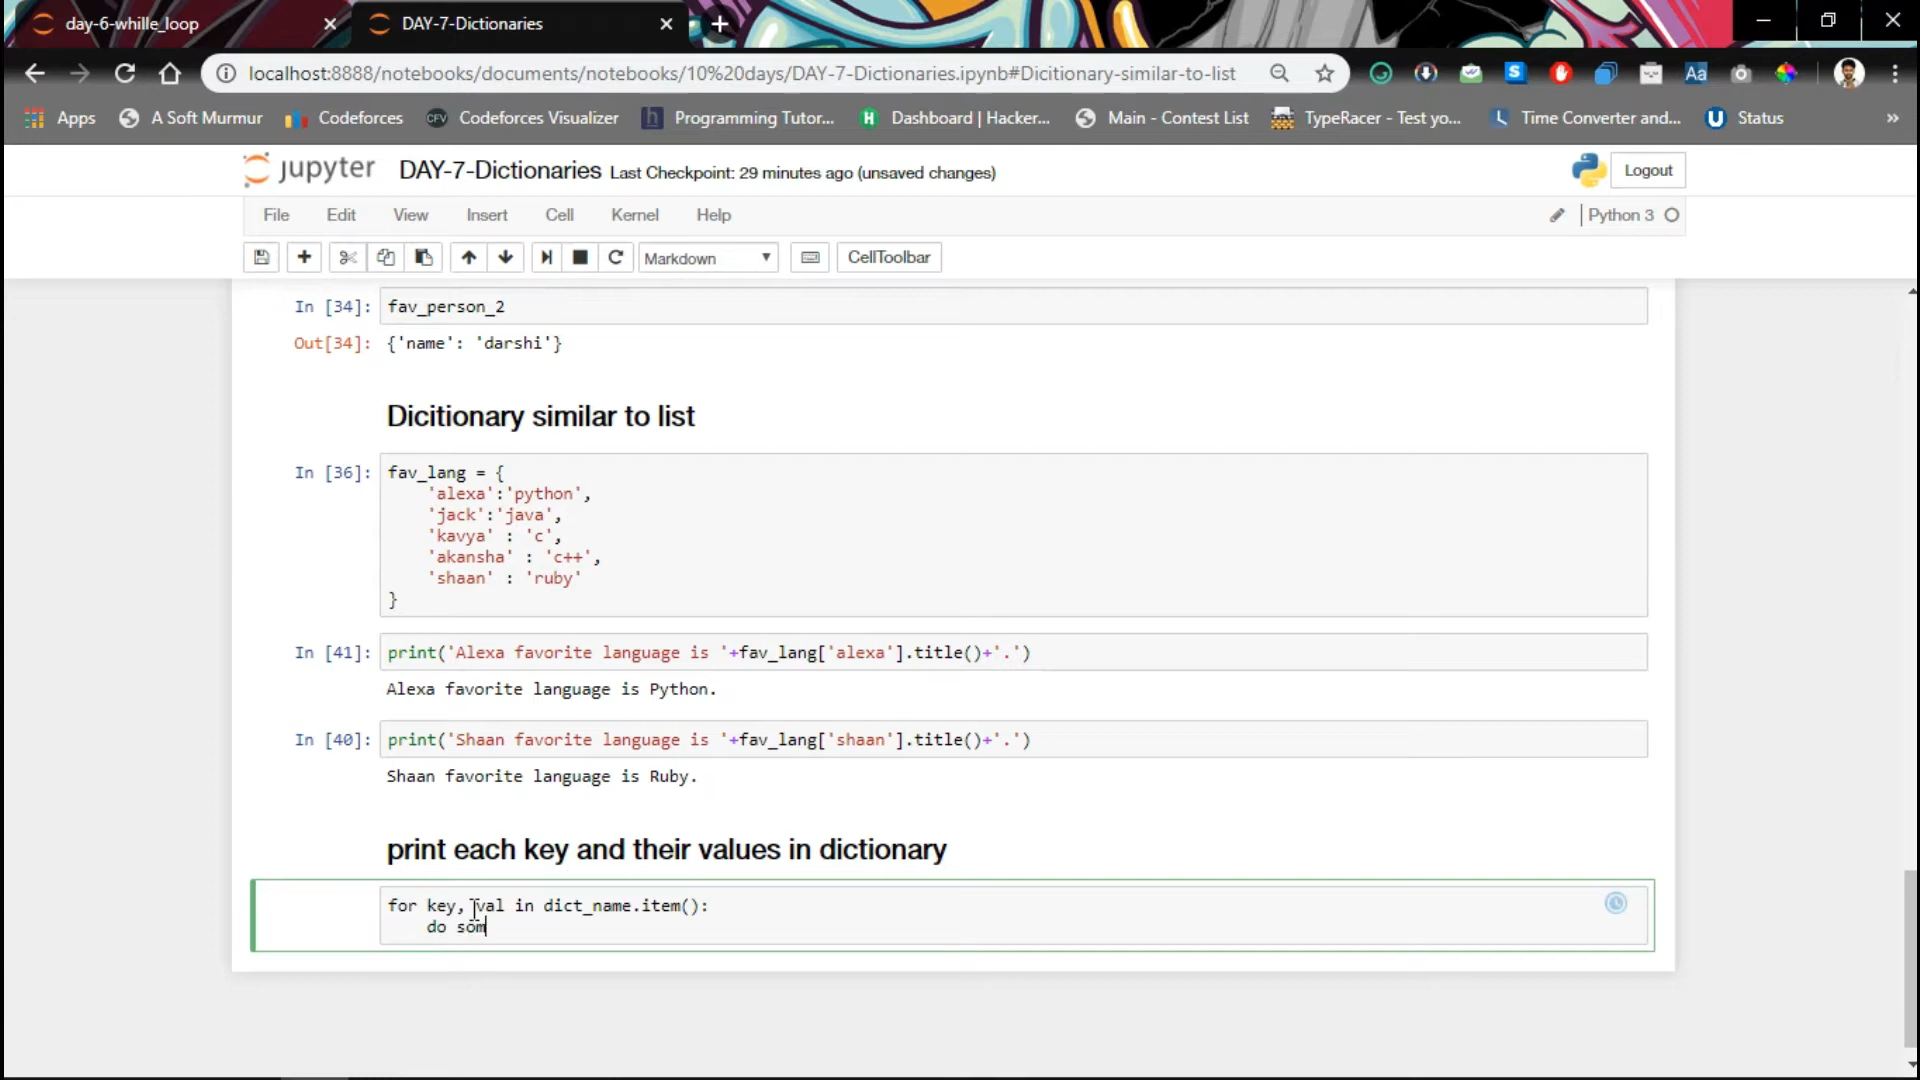 day-6-whille_loop
DAY-7-Dictionaries
localhost:8888/notebooks/documents/notebooks/10%20days/DAY-7-Dictionaries.ipynb#Dicitionary-similar-to-list
Apps A Soft Murmur Codeforces CFV Codeforces Visualizer h Programming Tutor... H Dashboard | Hacker... Main - Contest List TypeRacer - Test yo... Time Converter and... U Status »
jupyter DAY-7-Dictionaries Last Checkpoint: 29 minutes ago (unsaved changes) Logout
File Edit View Insert Cell Kernel Help Python 3
Markdown CellToolbar
In [34]: fav_person_2
Out[34]: {'name': 'darshi'}
Dicitionary similar to list
In [36]: fav_lang = {
'alexa':'python',
'jack':'java',
'kavya' : 'c',
'akansha' : 'c++',
'shaan' : 'ruby'
}
In [41]: print('Alexa favorite language is '+fav_lang['alexa'].title()+'.')
Alexa favorite language is Python.
In [40]: print('Shaan favorite language is '+fav_lang['shaan'].title()+'.')
Shaan favorite language is Ruby.
print each key and their values in dictionary
for key, val in dict_name.item():
do som